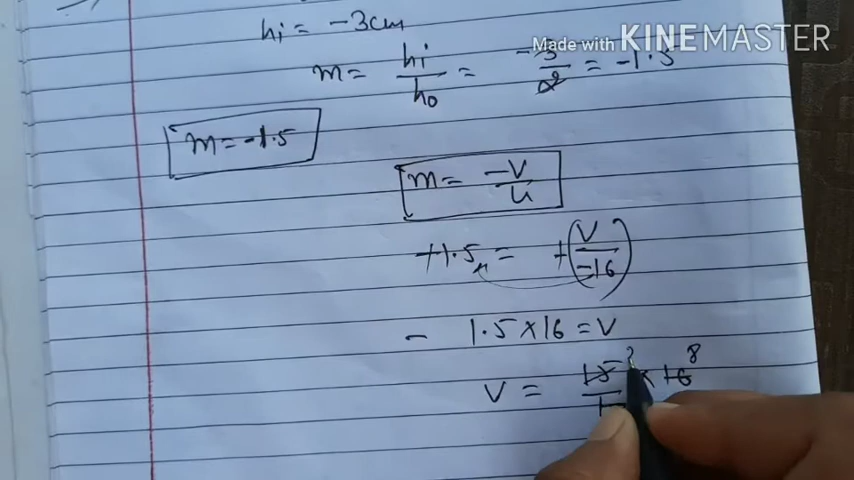 hi = -3cm
Made with KINEMASTER
m = hi/ho = -3/2 = -1.5
m = -1.5
m = -v/u
+1.5 = +(v/-16)
- 1.5 × 16 = v
v = 15 × 16 8